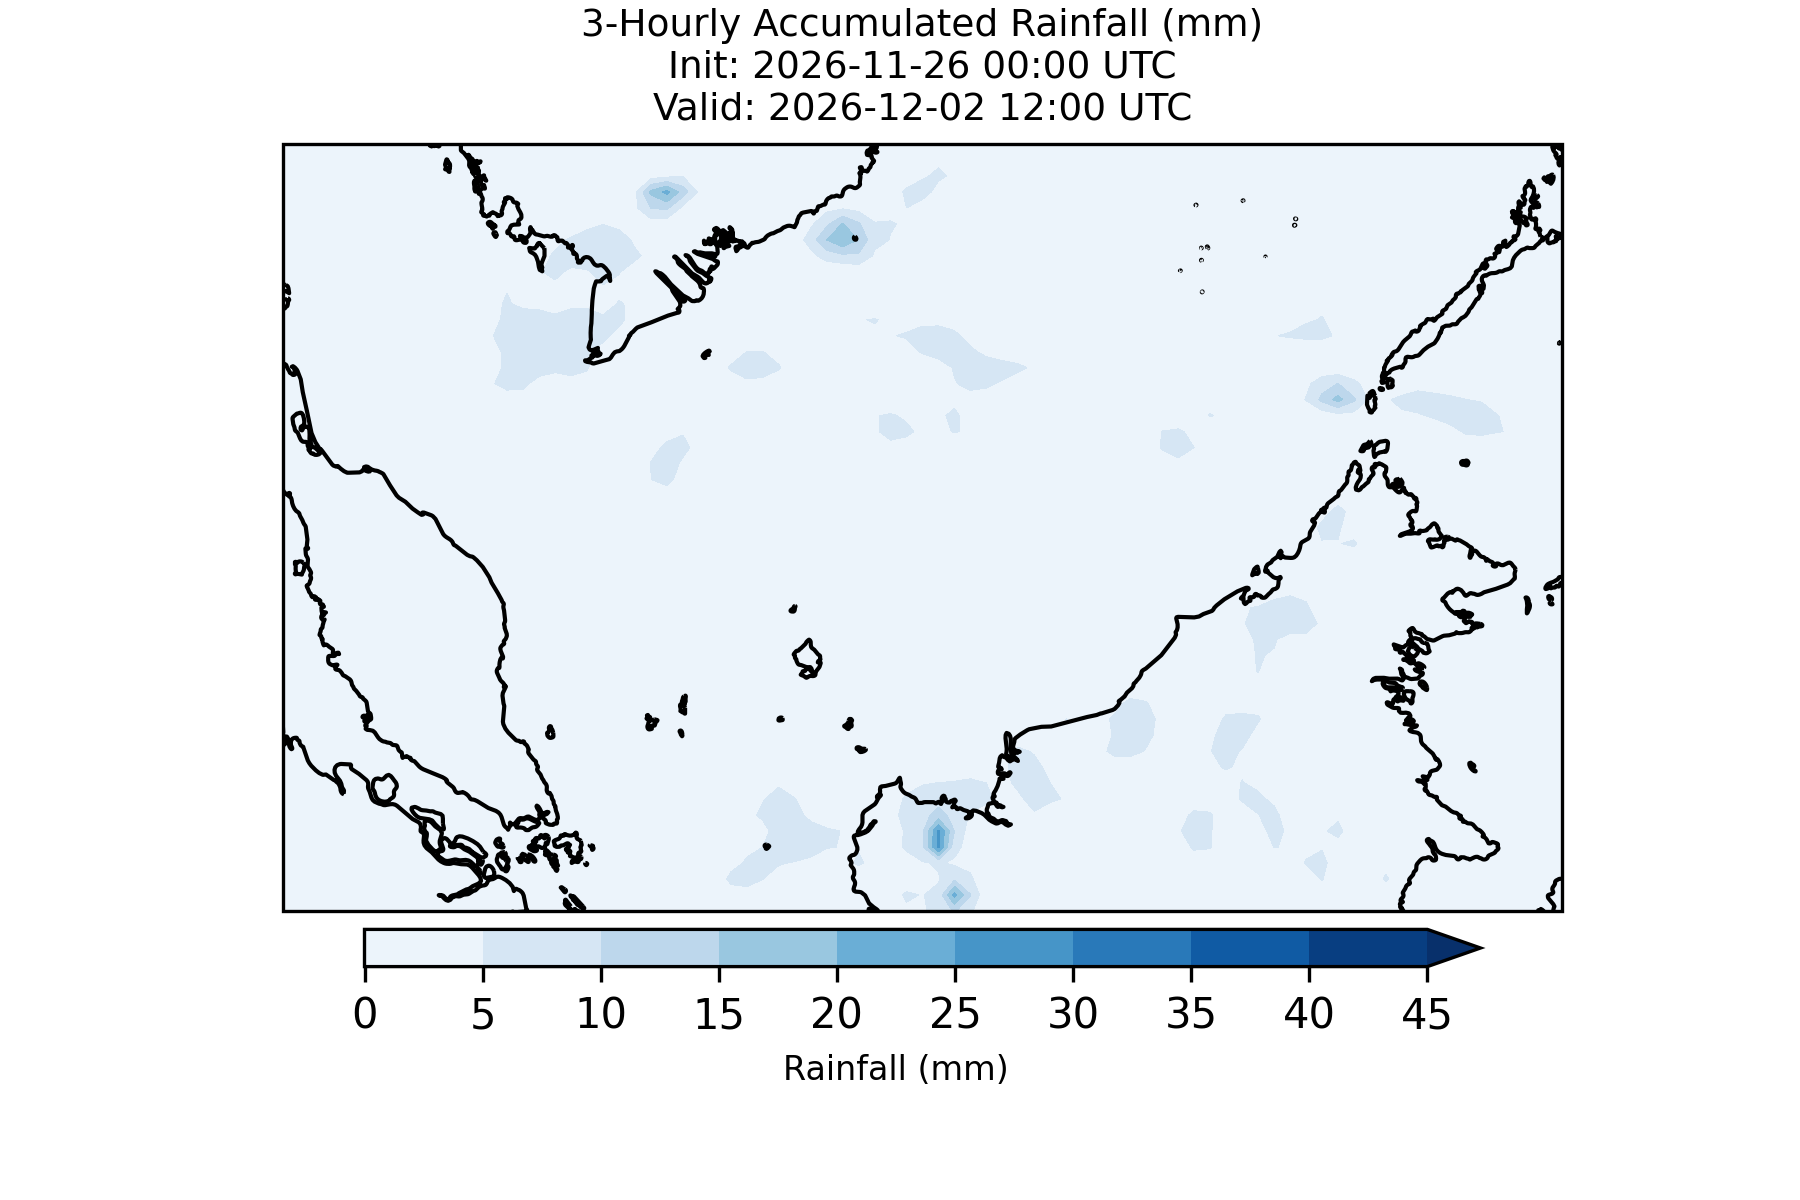 3-Hourly Accumulated Rainfall (mm)
Init: 2026-11-26 00:00 UTC
Valid: 2026-12-02 12:00 UTC
0 5 10 15 20 25 30 35 40 45
Rainfall (mm)